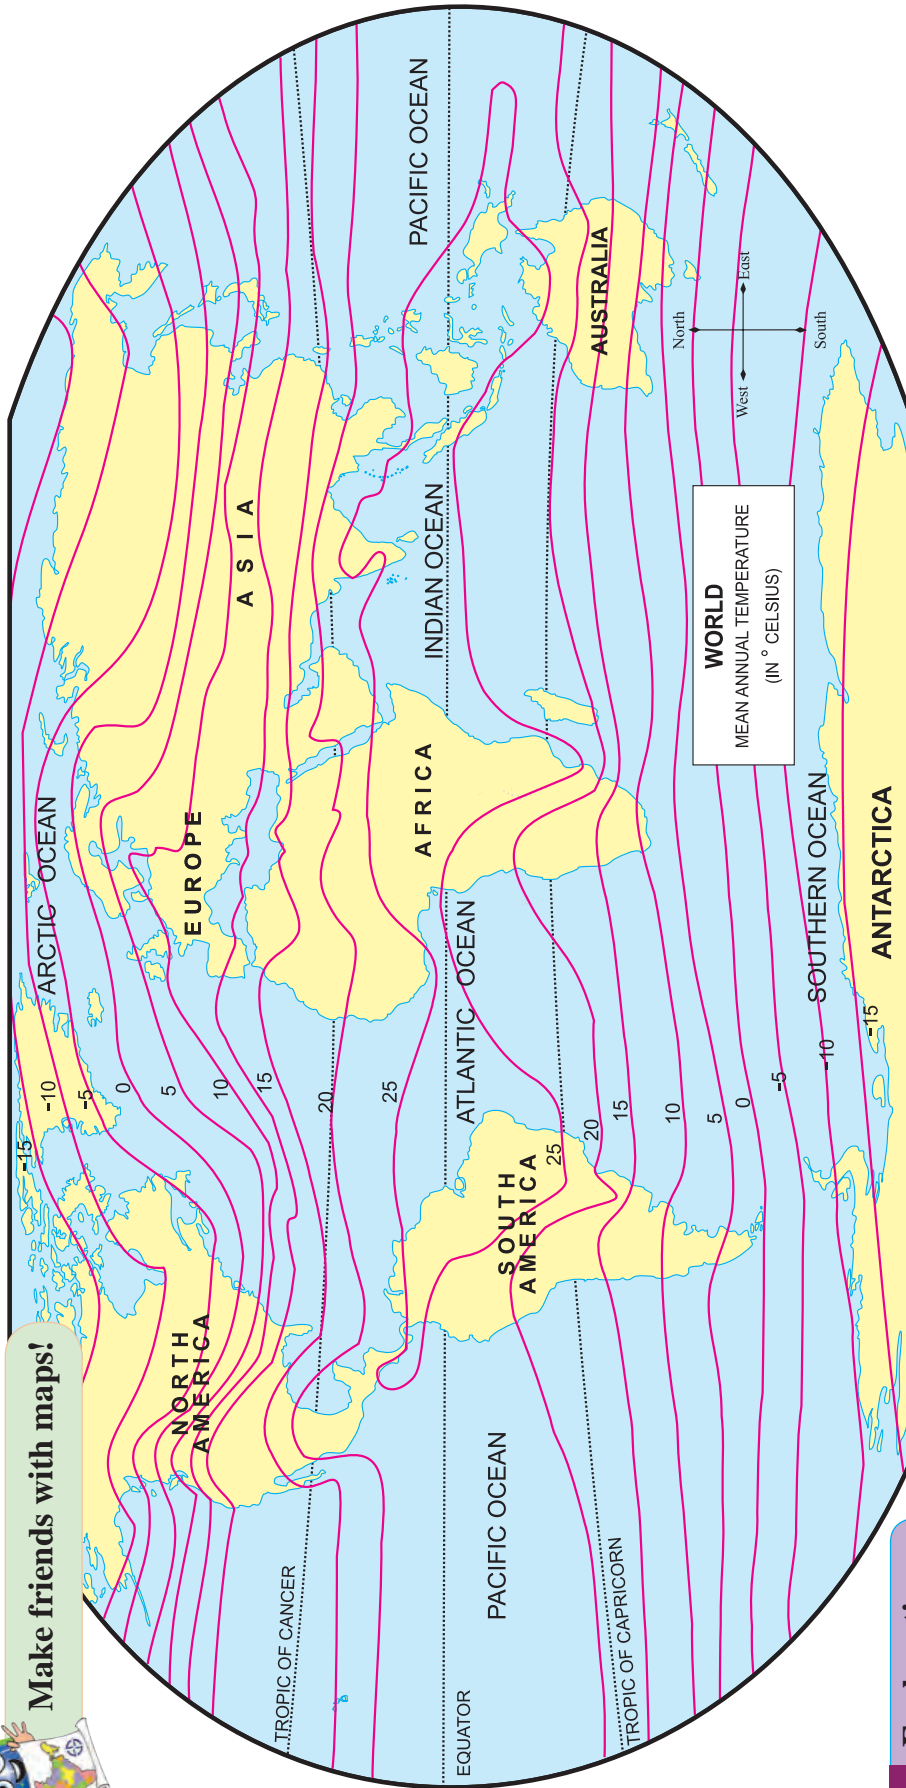 Make friends with maps!
ARCTIC OCEAN
-15
-10
-5
0
5
10
15
20
25
NORTH
AMERICA
EUROPE
ASIA
PACIFIC OCEAN
TROPIC OF CANCER
AFRICA
INDIAN OCEAN
ATLANTIC OCEAN
EQUATOR
PACIFIC OCEAN
SOUTH
AMERICA
AUSTRALIA
25
20
15
10
5
0
-5
-10
-15
TROPIC OF CAPRICORN
North
West
East
South
WORLD
MEAN ANNUAL TEMPERATURE
(IN ° CELSIUS)
SOUTHERN OCEAN
ANTARCTICA